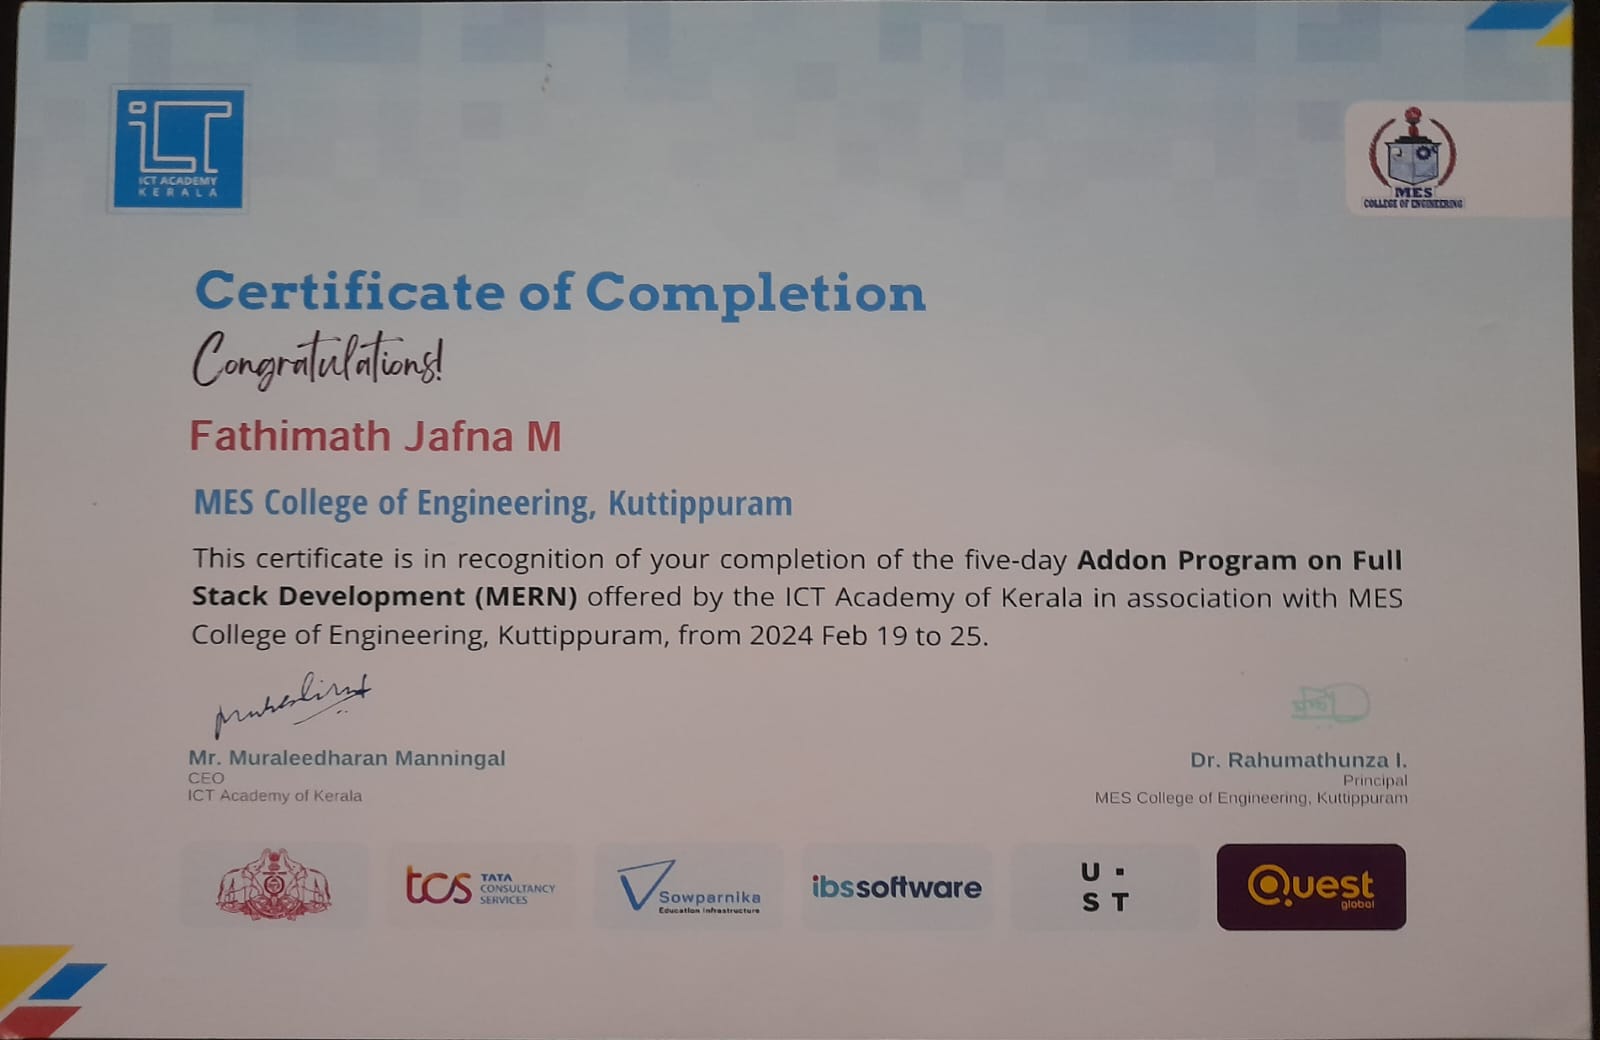 ICT
ICT ACADEMY
KERALA
MES
COLLEGE OF ENGINEERING
Certificate of Completion
Congratulations!
Fathimath Jafna M
MES College of Engineering, Kuttippuram
This certificate is in recognition of your completion of the five-day Addon Program on Full
Stack Development (MERN) offered by the ICT Academy of Kerala in association with MES
College of Engineering, Kuttippuram, from 2024 Feb 19 to 25.
Mr. Muraleedharan Manningal
CEO
ICT Academy of Kerala
Dr. Rahumathunza I.
Principal
MES College of Engineering, Kuttippuram
tcs TATA
CONSULTANCY
SERVICES
Sowparnika
Education Infrastructure
ibssoftware
U .
S T
Quest
global